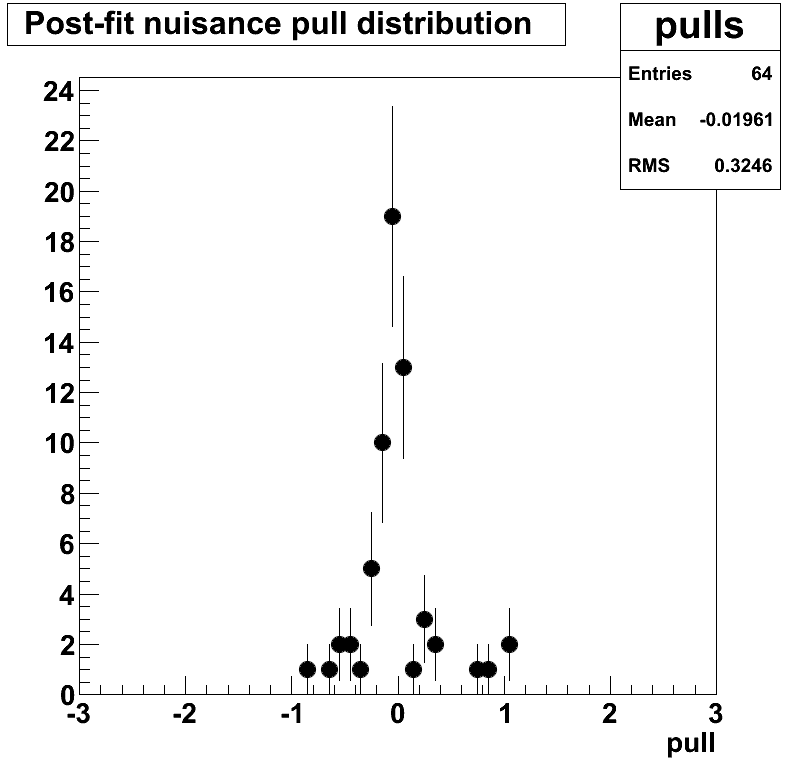 Post-fit nuisance pull distribution
pulls
Entries 64
Mean -0.01961
RMS 0.3246
24
22
20
18
16
14
12
10
8
6
4
2
0
-3 -2 -1 0 1 2 3
pull